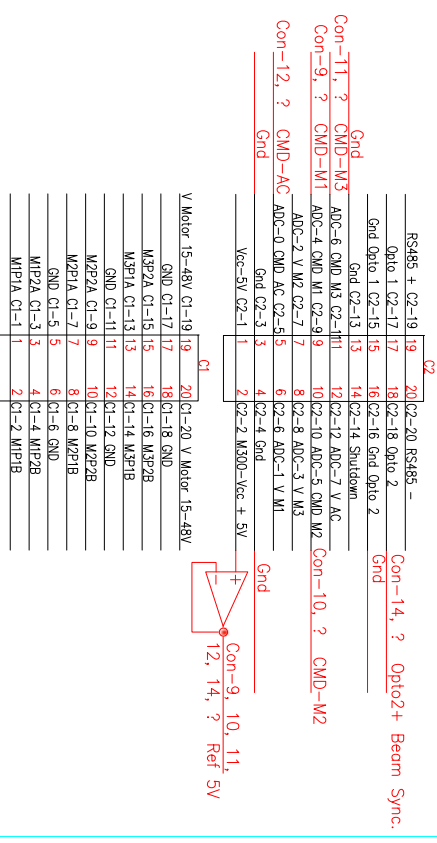 Con-11, ? CMD-M3
Con-9, ? CMD-M1
Con-12, ? CMD-AC
Gnd
Gnd
C2
RS485 + C2-19 19 20 C2-20 RS485 -
Opto 1 C2-17 17 18 C2-18 Opto 2
Gnd Opto 1 C2-15 15 16 C2-16 Gnd Opto 2
Gnd C2-13 13 14 C2-14 Shutdown
ADC-6 CMD M3 C2-11 11 12 C2-12 ADC-7 V AC
ADC-4 CMD M1 C2-9 9 10 C2-10 ADC-5 CMD M2
ADC-2 V M2 C2-7 7 8 C2-8 ADC-3 V M3
ADC-0 CMD AC C2-5 5 6 C2-6 ADC-1 V M1
Gnd C2-3 3 4 C2-4 Gnd
Vcc-5V C2-1 1 2 C2-2 M300-Vcc + 5V
Con-14, ? Opto2+ Beam Sync.
Gnd
Con-10, ? CMD-M2
Gnd
+
-
Con-9, 10, 11,
12, 14, ? Ref 5V
C1
V Motor 15-48V C1-19 19 20 C1-20 V Motor 15-48V
GND C1-17 17 18 C1-18 GND
M3P2A C1-15 15 16 C1-16 M3P2B
M3P1A C1-13 13 14 C1-14 M3P1B
GND C1-11 11 12 C1-12 GND
M2P2A C1-9 9 10 C1-10 M2P2B
M2P1A C1-7 7 8 C1-8 M2P1B
GND C1-5 5 6 C1-6 GND
M1P2A C1-3 3 4 C1-4 M1P2B
M1P1A C1-1 1 2 C1-2 M1P1B